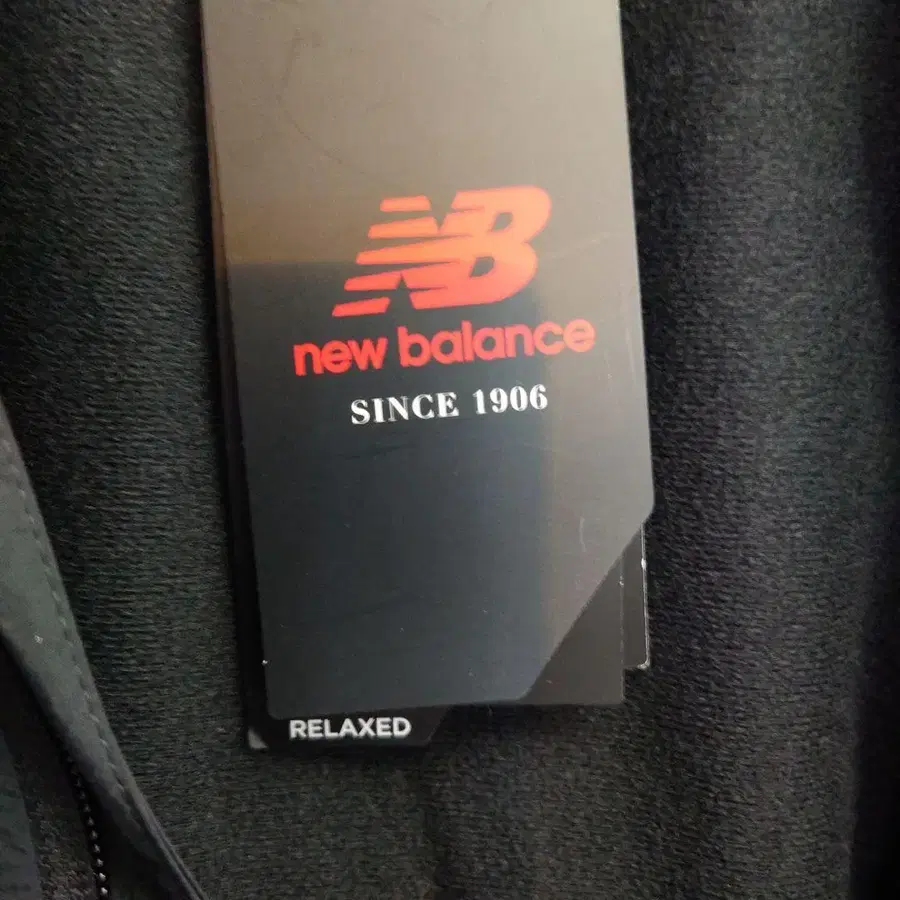 NB
new balance
SINCE 1906
RELAXED